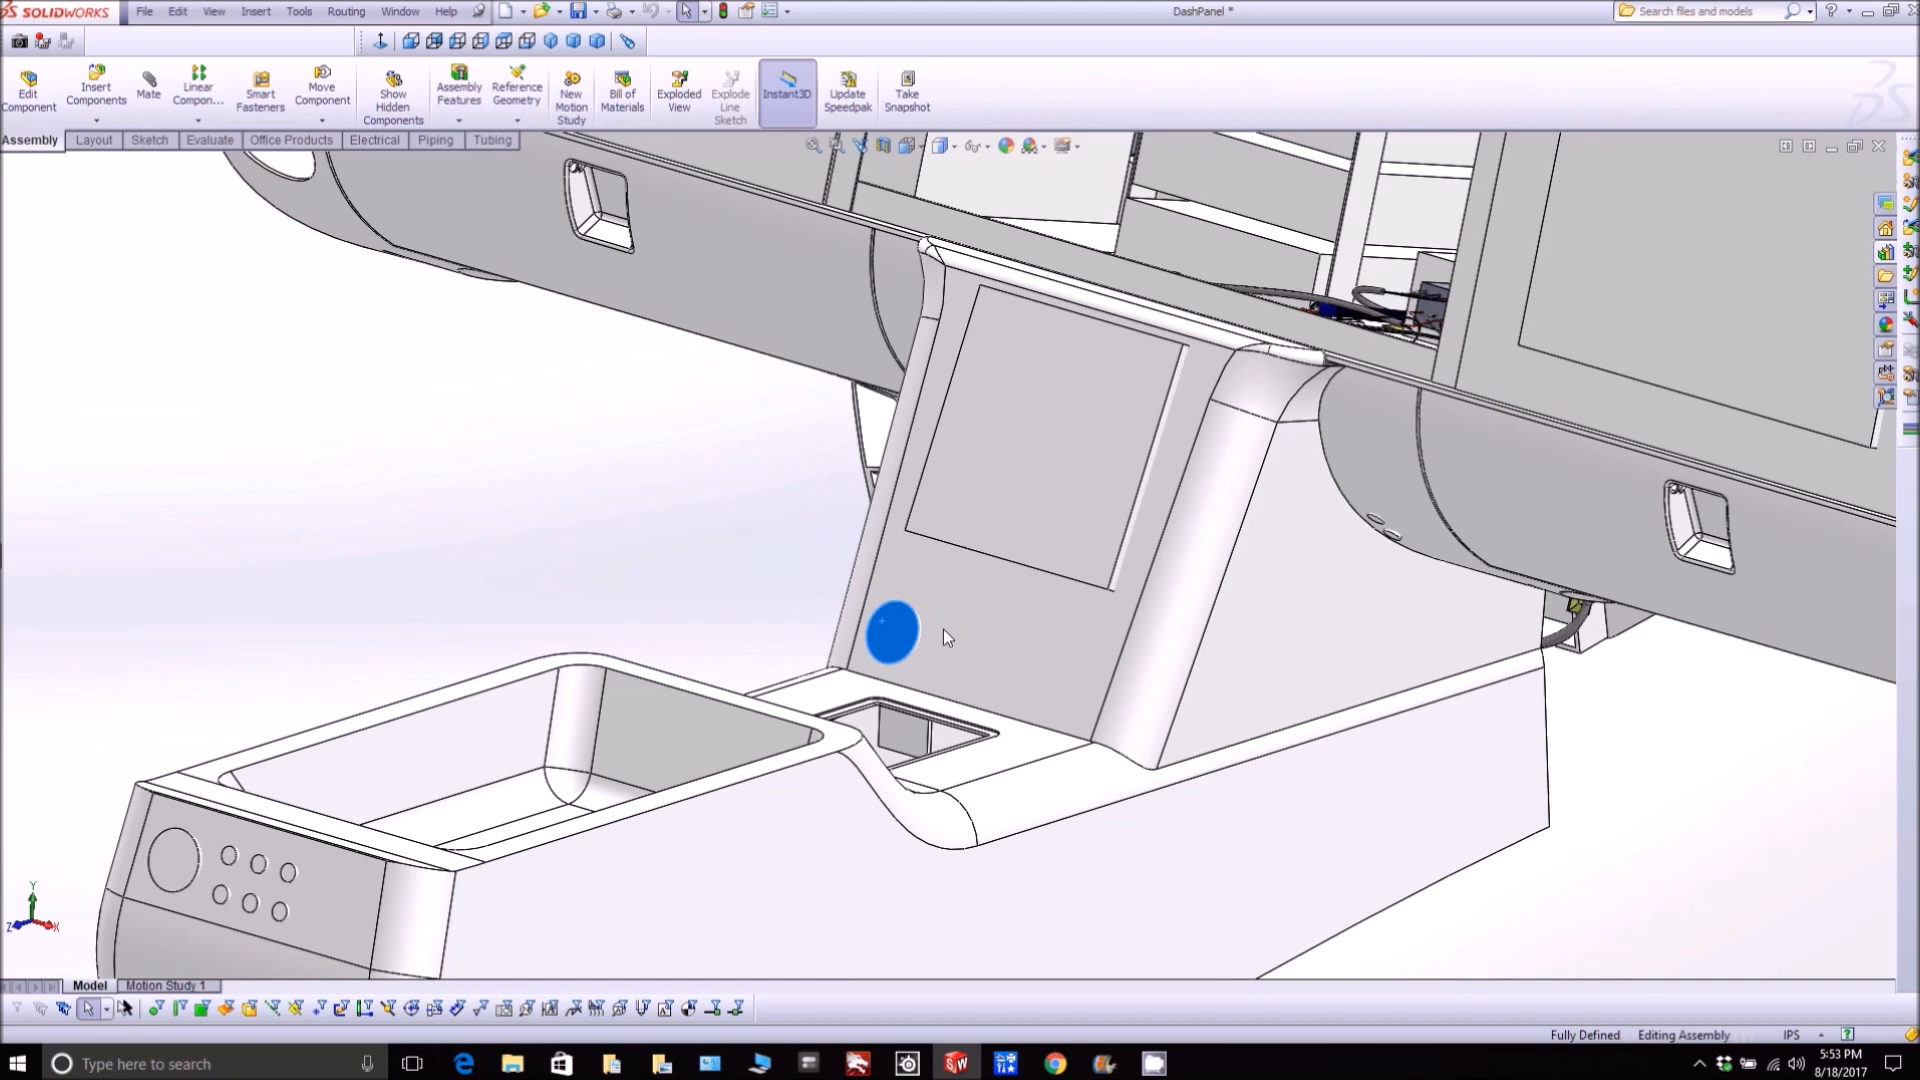 SOLIDWORKS File Edit View Insert Tools Routing Window Help DashPanel * Search files and models
Edit Component Insert Components Mate Linear Compon... Smart Fasteners Move Component Show Hidden Components Assembly Features Reference Geometry New Motion Study Bill of Materials Exploded View Explode Line Sketch Instant3D Update Speedpak Take Snapshot
Assembly Layout Sketch Evaluate Office Products Electrical Piping Tubing
Y
Z X
Model Motion Study 1
Fully Defined Editing Assembly IPS
Type here to search SW 5:53 PM
8/18/2017